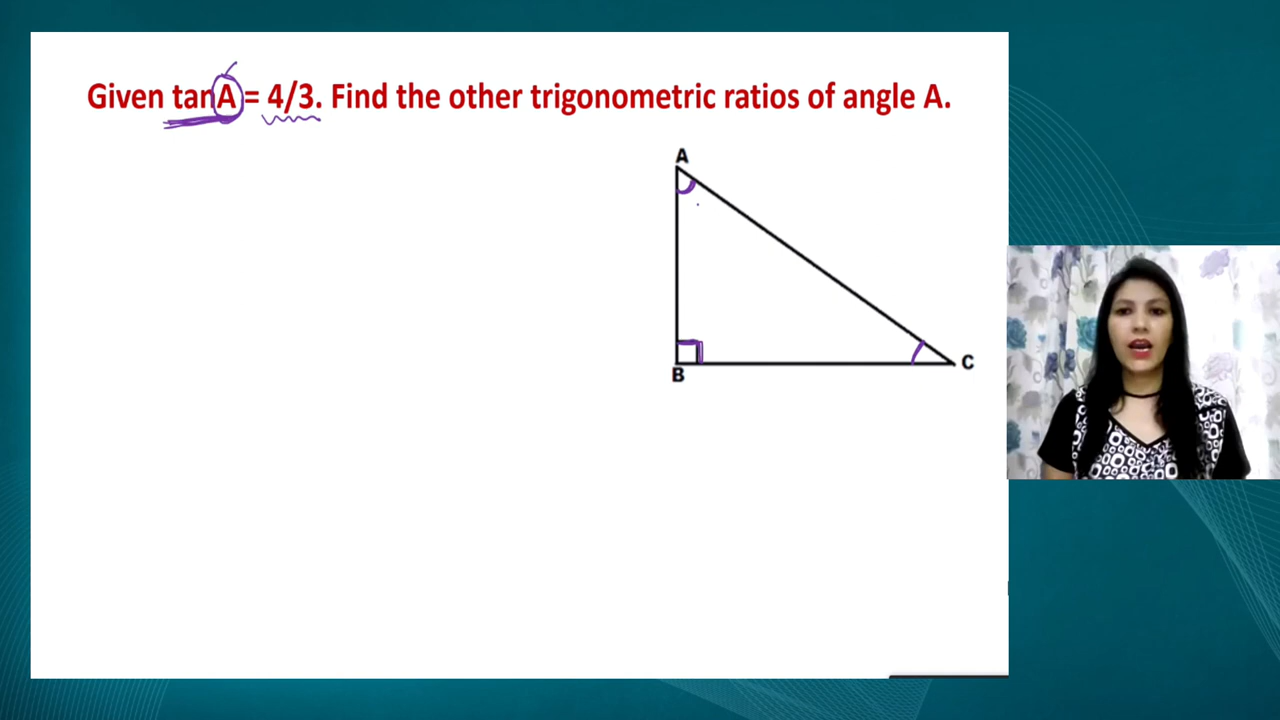 Given tanA = 4/3. Find the other trigonometric ratios of angle A.
A
B
C